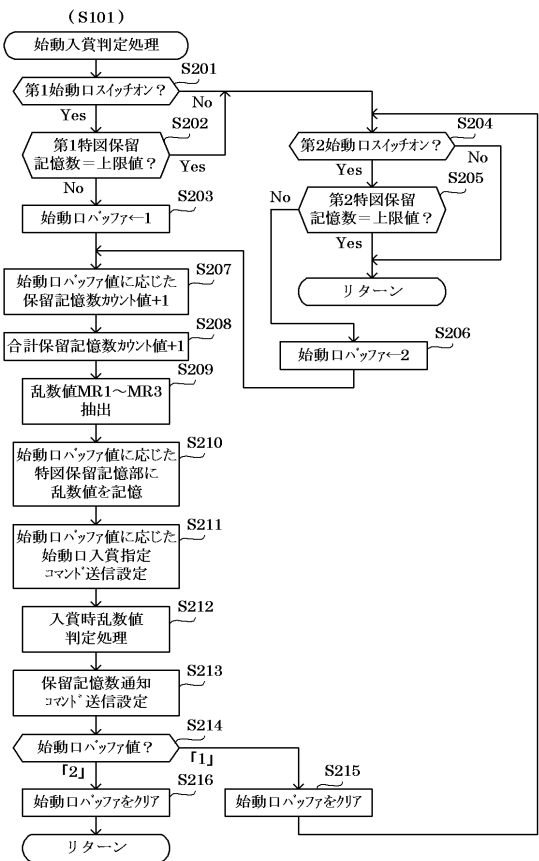 (S101)
始動入賞判定処理
S201
第1始動口スイッチオン?
No
Yes
S202
第1特図保留
記憶数=上限値?
Yes
No
S203
始動口バッファ←1
S204
第2始動口スイッチオン?
No
Yes
S205
第2特図保留
記憶数=上限値?
No
Yes
リターン
S206
始動口バッファ←2
S207
始動口バッファ値に応じた
保留記憶数カウント値+1
S208
合計保留記憶数カウント値+1
S209
乱数値MR1～MR3
抽出
S210
始動口バッファ値に応じた
特図保留記憶部に
乱数値を記憶
S211
始動口バッファ値に応じた
始動口入賞指定
コマンド送信設定
S212
入賞時乱数値
判定処理
S213
保留記憶数通知
コマンド送信設定
S214
始動口バッファ値?
「2」
「1」
S216
始動口バッファをクリア
S215
始動口バッファをクリア
リターン